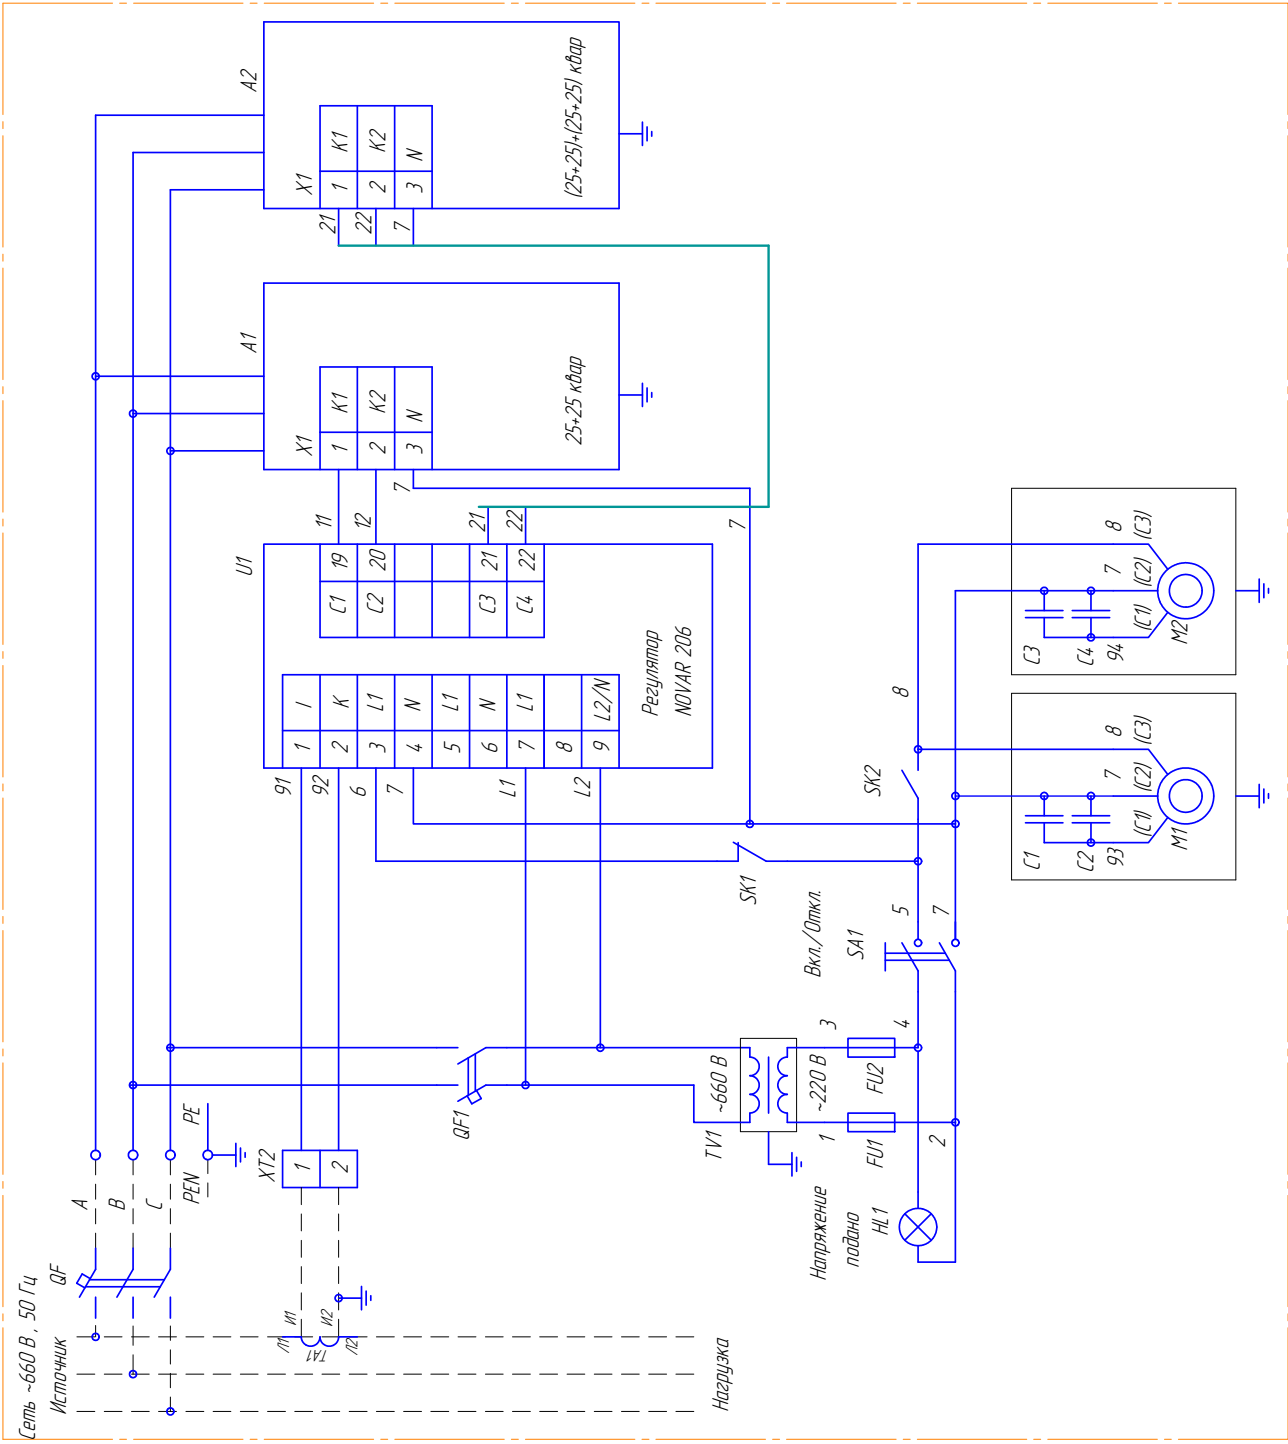 Сеть ~660 В , 50 Гц
Источник
QF
A
B
C
PEN
PE
Л1
И1
ТА1
И2
Л2
Нагрузка
XT2
1
2
QF1
TV1
~660 В
~220 В
1
3
FU1
FU2
2
4
Напряжение
подано
HL1
Вкл./Откл.
SA1
5
7
SK1
SK2
8
91
92
6
7
L1
L2
1
I
2
K
3
L1
4
N
5
L1
6
N
7
L1
8
9
L2/N
U1
C1
19
C2
20
C3
21
C4
22
Регулятор
NOVAR 206
11
12
7
21
22
7
A1
X1
1
K1
2
K2
3
N
25+25 квар
21
22
7
A2
X1
1
K1
2
K2
3
N
(25+25)+(25+25) квар
C1
C2
93
(C1)
7
(C2)
8
(C3)
M1
C3
C4
94
(C1)
7
(C2)
8
(C3)
M2